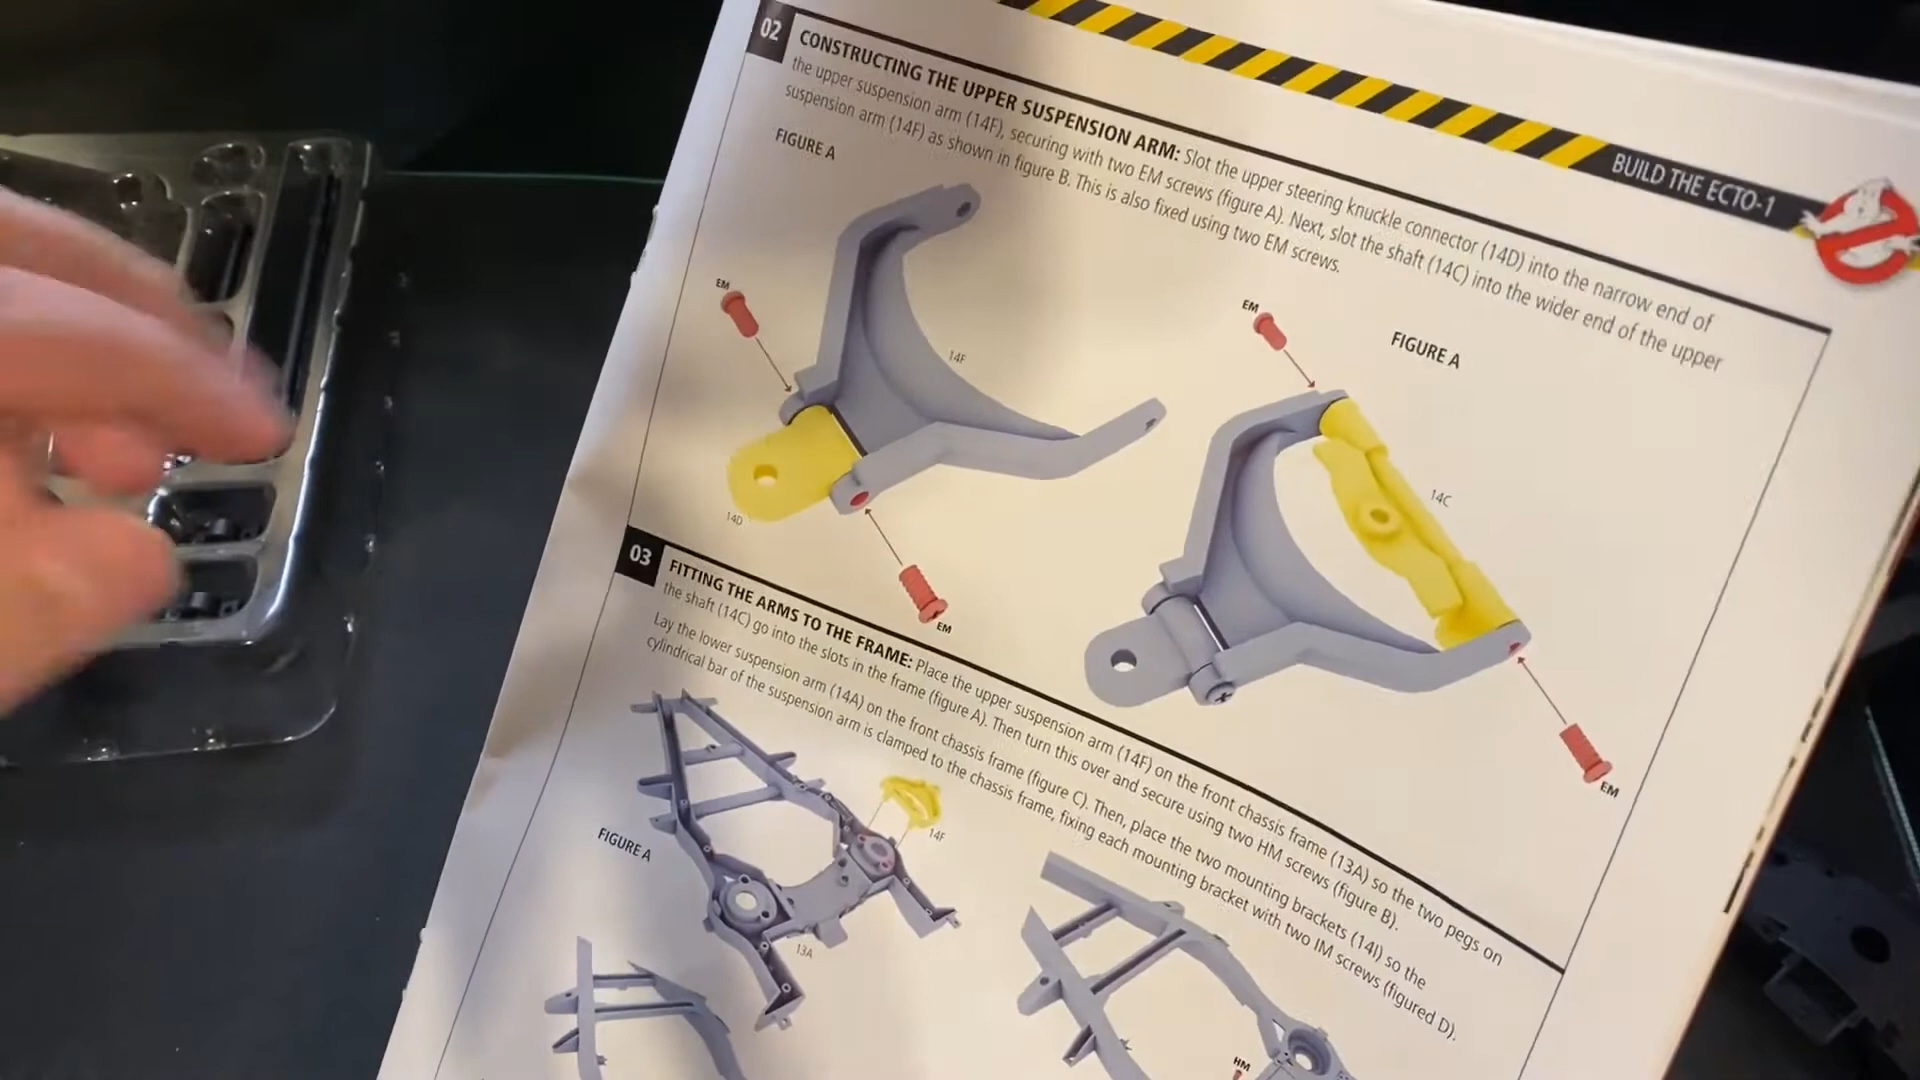 BUILD THE ECTO-1
02
CONSTRUCTING THE UPPER SUSPENSION ARM: Slot the upper steering knuckle connector (14D) into the narrow end of
the upper suspension arm (14F), securing with two EM screws (figure A). Next, slot the shaft (14C) into the wider end of the upper
suspension arm (14F) as shown in figure B. This is also fixed using two EM screws.
FIGURE A
EM
14F
14D
EM
EM
FIGURE A
14C
EM
03
FITTING THE ARMS TO THE FRAME: Place the upper suspension arm (14F) on the front chassis frame (13A) so the two pegs on
the shaft (14C) go into the slots in the frame (figure A). Then turn this over and secure using two HM screws (figure B).
Lay the lower suspension arm (14A) on the front chassis frame (figure C). Then, place the two mounting brackets (14I) so the
cylindrical bar of the suspension arm is clamped to the chassis frame, fixing each mounting bracket with two IM screws (figured D).
FIGURE A
14F
13A
HM